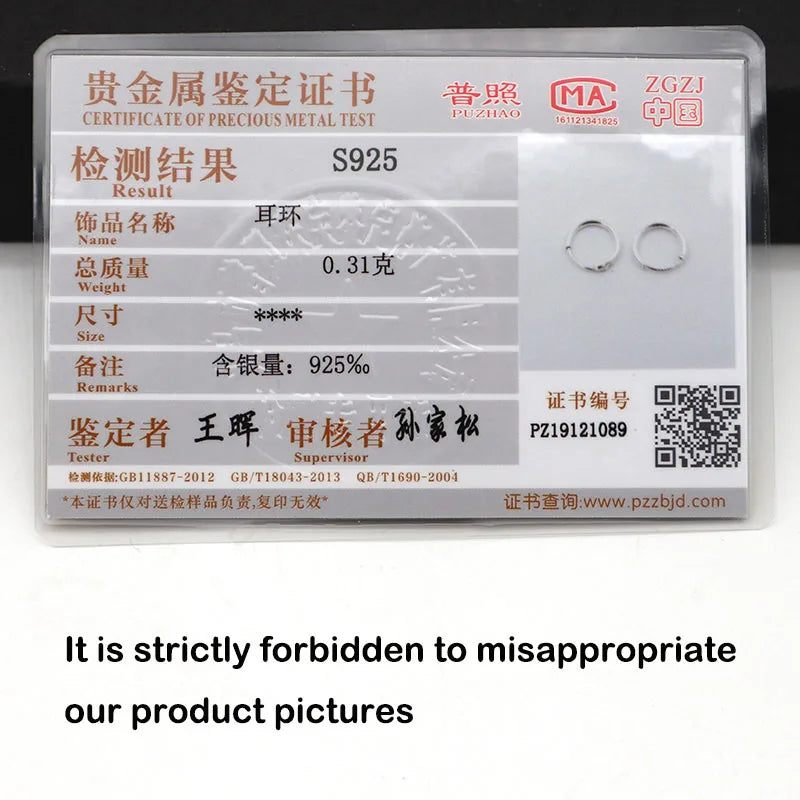 贵金属鉴定证书
CERTIFICATE OF PRECIOUS METAL TEST
普照
PUZHAO
CMA
161121341825
ZGZJ
中国
检测结果
Result
S925
饰品名称
Name
耳环
总质量
Weight
0.31克
尺寸
Size
****
备注
Remarks
含银量：925‰
鉴定者
Tester
王晖
审核者
Supervisor
孙家松
证书编号
PZ19121089
检测依据:GB11887-2012 GB/T18043-2013 QB/T1690-2004
*本证书仅对送检样品负责,复印无效*
证书查询:www.pzzbjd.com
It is strictly forbidden to misappropriate
our product pictures